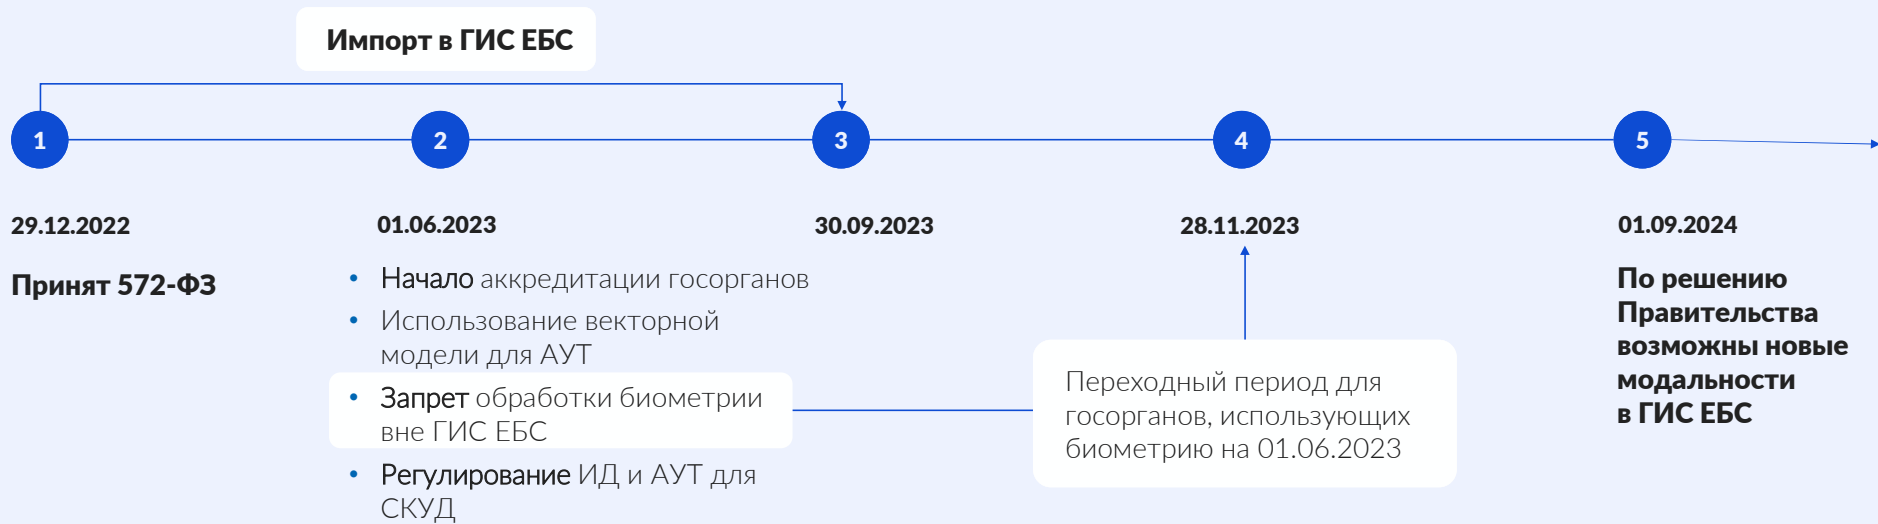 Импорт в ГИС ЕБС
1
2
3
4
5
29.12.2022
Принят 572-ФЗ
01.06.2023
• Начало аккредитации госорганов
• Использование векторной
модели для АУТ
• Запрет обработки биометрии
вне ГИС ЕБС
• Регулирование ИД и АУТ для
СКУД
30.09.2023
28.11.2023
Переходный период для
госорганов, использующих
биометрию на 01.06.2023
01.09.2024
По решению
Правительства
возможны новые
модальности
в ГИС ЕБС